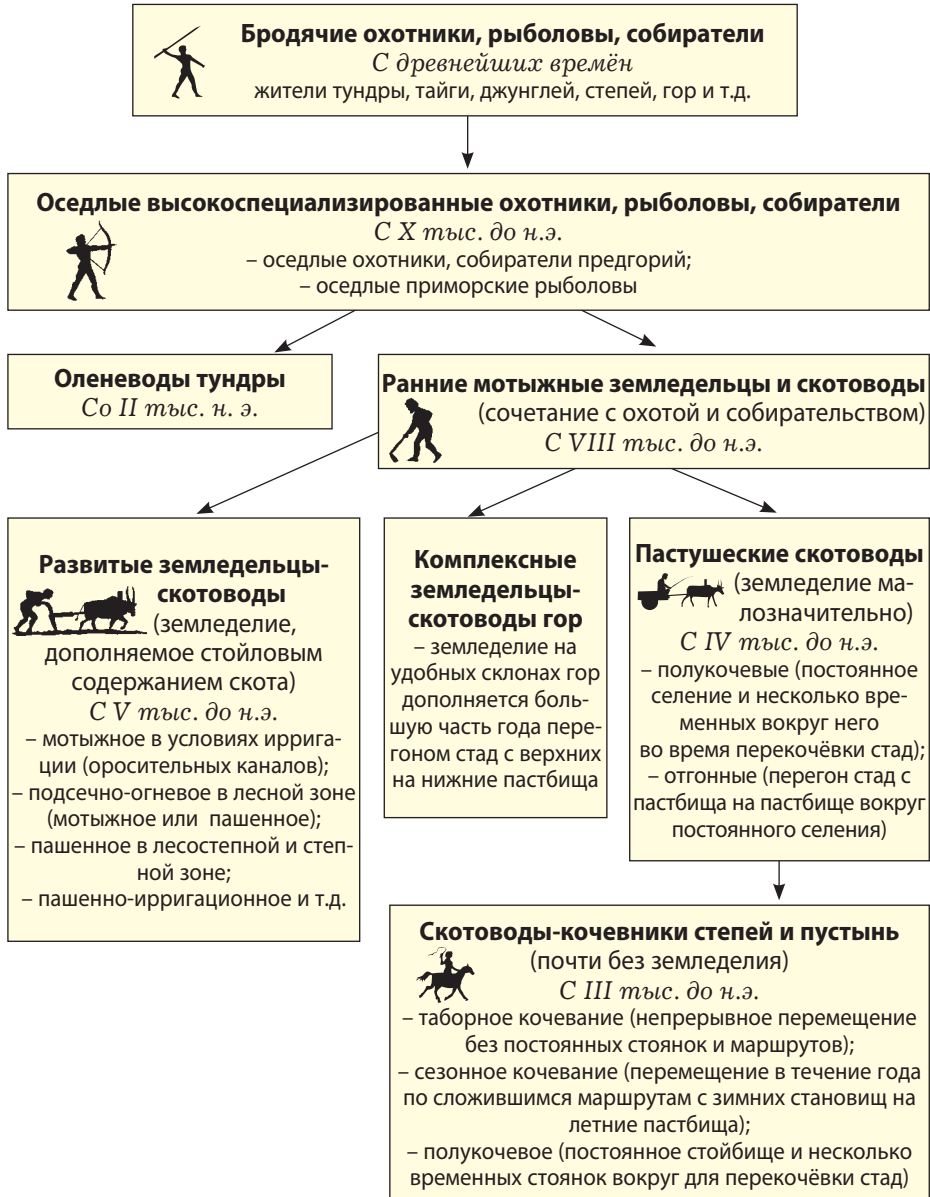 Бродячие охотники, рыболовы, собиратели
С древнейших времён
жители тундры, тайги, джунглей, степей, гор и т.д.
Оседлые высокоспециализированные охотники, рыболовы, собиратели
С X тыс. до н.э.
– оседлые охотники, собиратели предгорий;
– оседлые приморские рыболовы
Оленеводы тундры
Со II тыс. н. э.
Ранние мотыжные земледельцы и скотоводы
(сочетание с охотой и собирательством)
С VIII тыс. до н.э.
Развитые земледельцы-
скотоводы
(земледелие,
дополняемое стойловым
содержанием скота)
С V тыс. до н.э.
– мотыжное в условиях иррига-
ции (оросительных каналов);
– подсечно-огневое в лесной зоне
(мотыжное или пашенное);
– пашенное в лесостепной и степ-
ной зоне;
– пашенно-ирригационное и т.д.
Комплексные
земледельцы-
скотоводы гор
– земледелие на
удобных склонах гор
дополняется боль-
шую часть года пере-
гоном стад с верхних
на нижние пастбища
Пастушеские скотоводы
(земледелие ма-
лозначительно)
С IV тыс. до н.э.
– полукочевые (постоянное
селение и несколько вре-
менных вокруг него
во время перекочёвки стад);
– отгонные (перегон стад с
пастбища на пастбище вокруг
постоянного селения)
Скотоводы-кочевники степей и пустынь
(почти без земледелия)
С III тыс. до н.э.
– таборное кочевание (непрерывное перемещение
без постоянных стоянок и маршрутов);
– сезонное кочевание (перемещение в течение года
по сложившимся маршрутам с зимних становищ на
летние пастбища);
– полукочевое (постоянное стойбище и несколько
временных стоянок вокруг для перекочёвки стад)